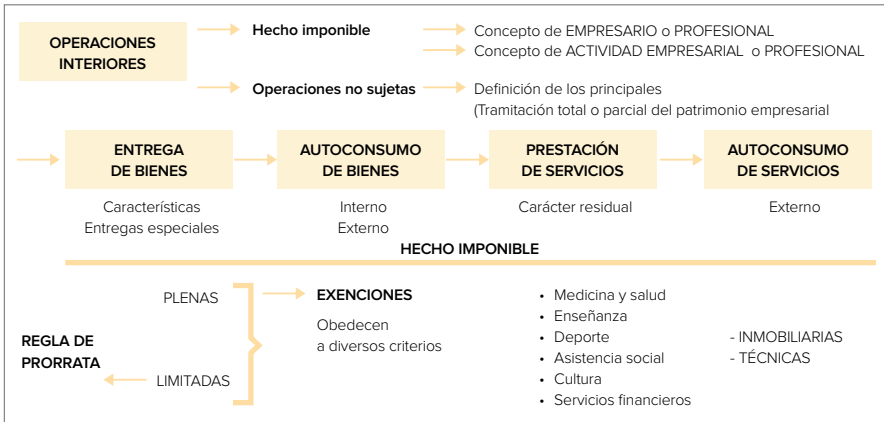 OPERACIONES
INTERIORES
Hecho imponible
Concepto de EMPRESARIO o PROFESIONAL
Concepto de ACTIVIDAD EMPRESARIAL o PROFESIONAL
Operaciones no sujetas
Definición de los principales
(Tramitación total o parcial del patrimonio empresarial
ENTREGA
DE BIENES
AUTOCONSUMO
DE BIENES
PRESTACIÓN
DE SERVICIOS
AUTOCONSUMO
DE SERVICIOS
Características
Entregas especiales
Interno
Externo
Carácter residual
Externo
HECHO IMPONIBLE
PLENAS
REGLA DE
PRORRATA
LIMITADAS
EXENCIONES
Obedecen
a diversos criterios
• Medicina y salud
• Enseñanza
• Deporte
• Asistencia social
• Cultura
• Servicios financieros
- INMOBILIARIAS
- TÉCNICAS